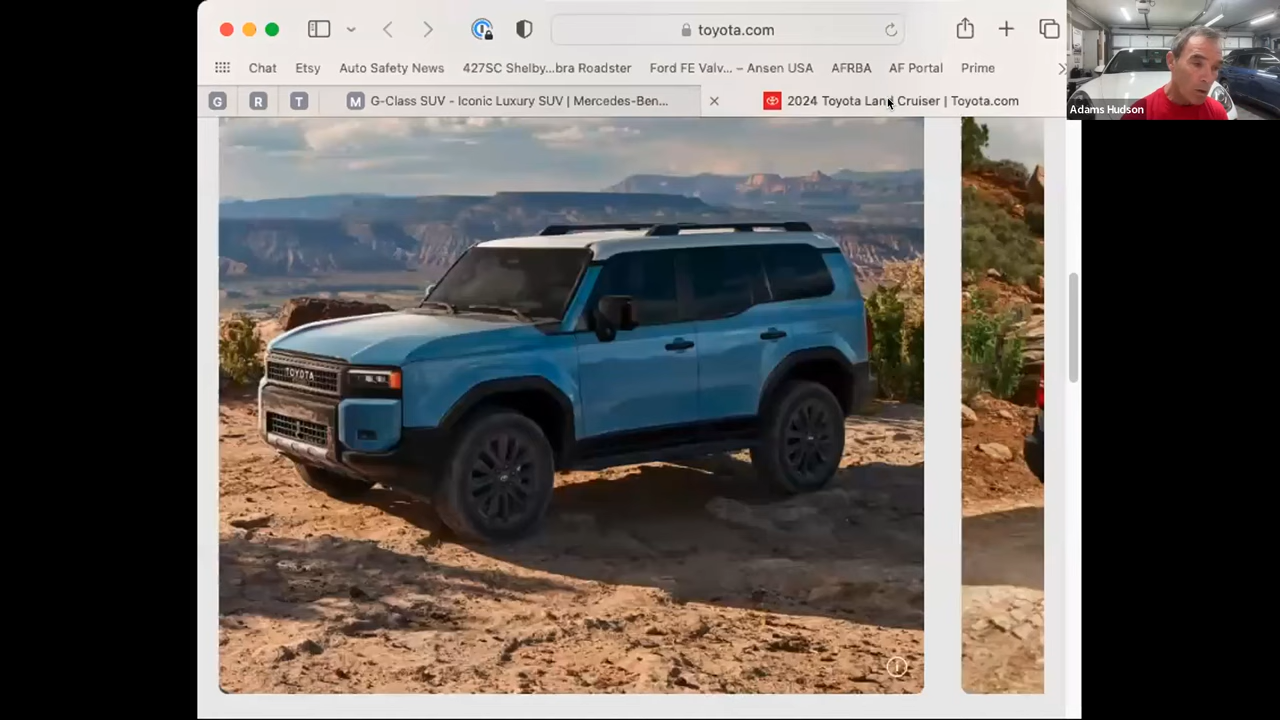 toyota.com
Chat Etsy Auto Safety News 427SC Shelby...bra Roadster Ford FE Valv... – Ansen USA AFRBA AF Portal Prime
G R T M G-Class SUV - Iconic Luxury SUV | Mercedes-Ben... 2024 Toyota Land Cruiser | Toyota.com
Adams Hudson
TOYOTA